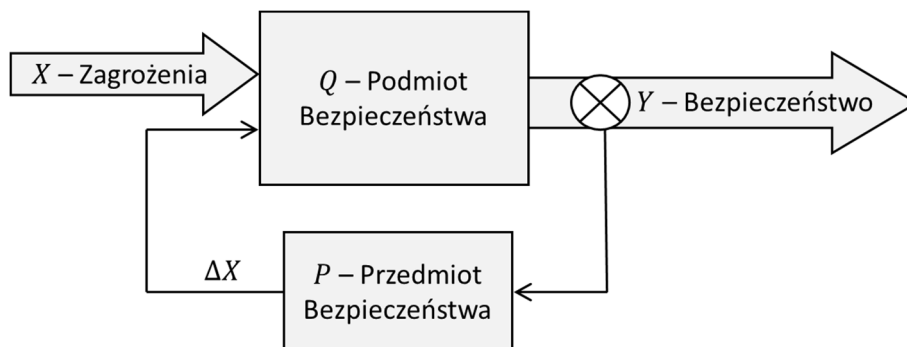 X – Zagrożenia
Q – Podmiot
Bezpieczeństwa
Y – Bezpieczeństwo
ΔX
P – Przedmiot
Bezpieczeństwa